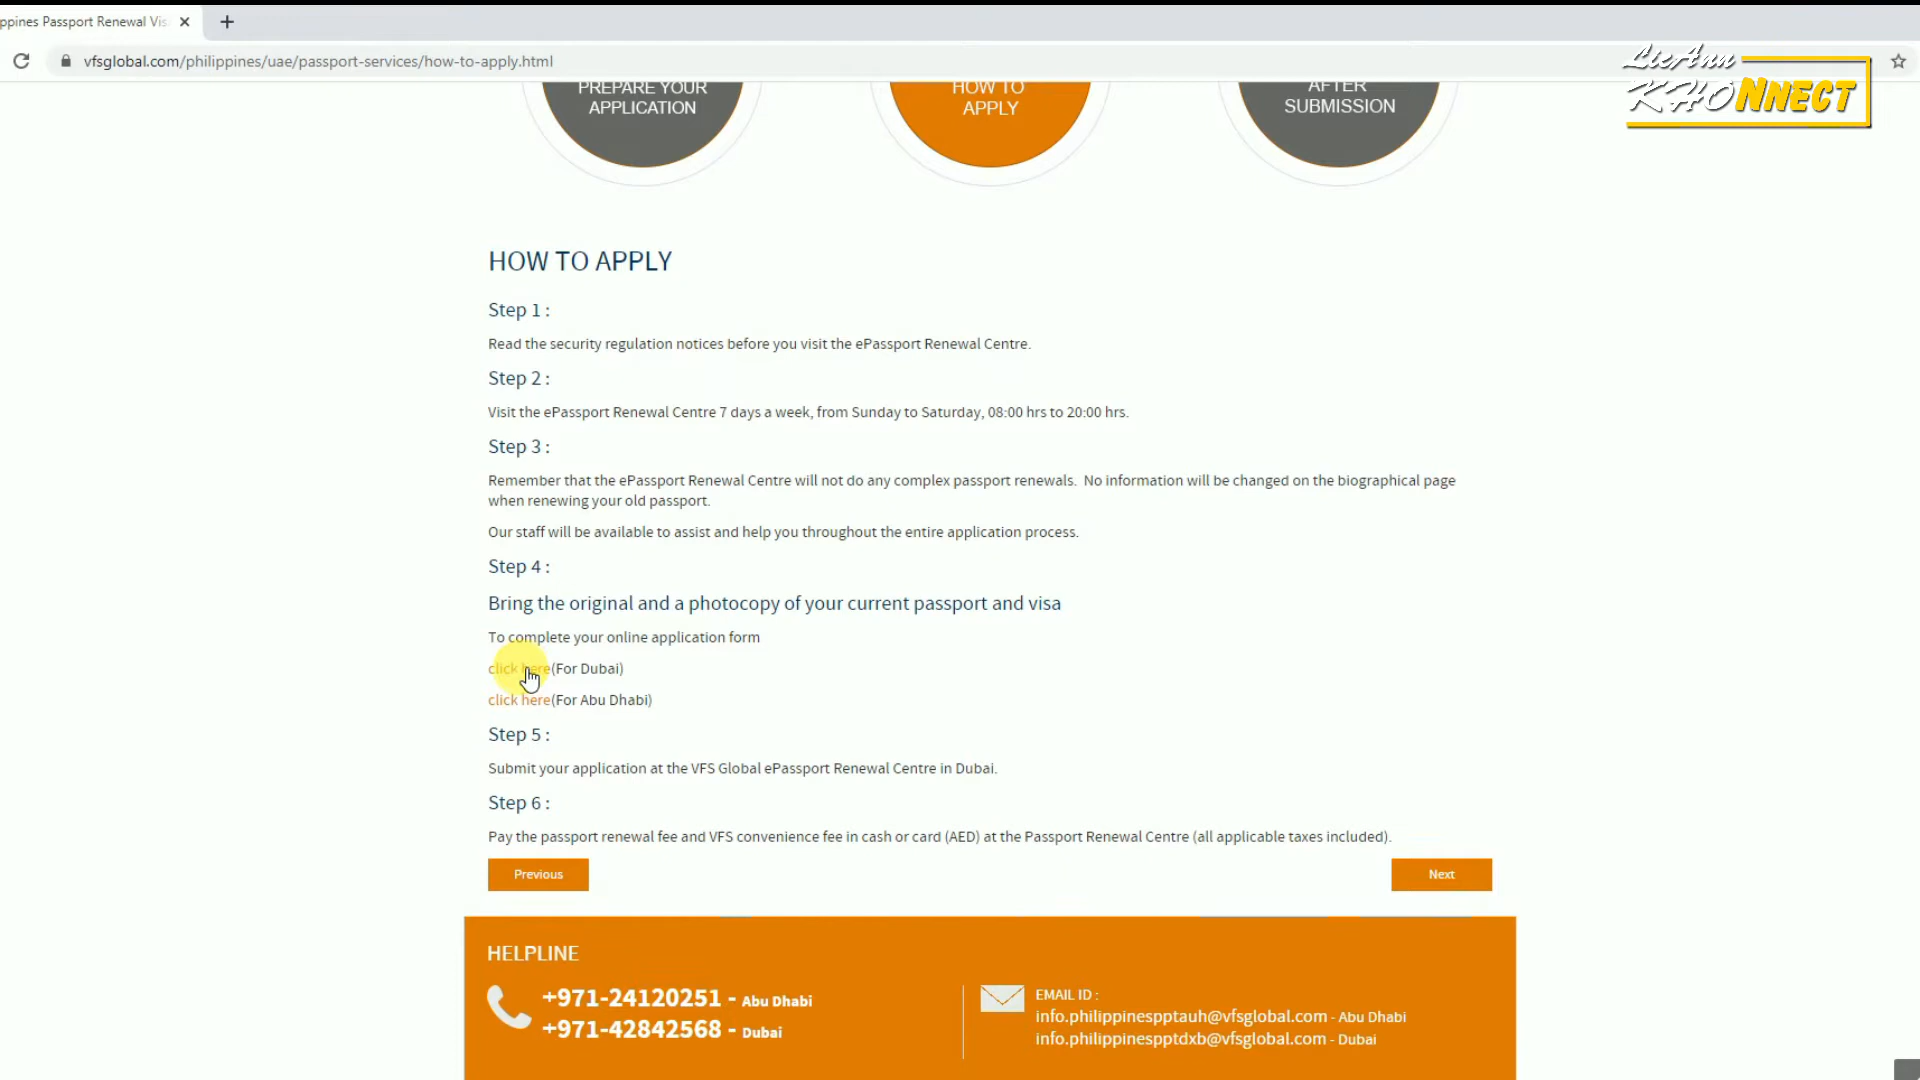 ppines Passport Renewal Vis
vfsglobal.com/philippines/uae/passport-services/how-to-apply.html
LieAnn
KHONNECT
PREPARE YOUR
APPLICATION
HOW TO
APPLY
AFTER
SUBMISSION
HOW TO APPLY
Step 1 :
Read the security regulation notices before you visit the ePassport Renewal Centre.
Step 2 :
Visit the ePassport Renewal Centre 7 days a week, from Sunday to Saturday, 08:00 hrs to 20:00 hrs.
Step 3 :
Remember that the ePassport Renewal Centre will not do any complex passport renewals. No information will be changed on the biographical page
when renewing your old passport.
Our staff will be available to assist and help you throughout the entire application process.
Step 4 :
Bring the original and a photocopy of your current passport and visa
To complete your online application form
click here(For Dubai)
click here(For Abu Dhabi)
Step 5 :
Submit your application at the VFS Global ePassport Renewal Centre in Dubai.
Step 6 :
Pay the passport renewal fee and VFS convenience fee in cash or card (AED) at the Passport Renewal Centre (all applicable taxes included).
Previous
Next
HELPLINE
+971-24120251 - Abu Dhabi
+971-42842568 - Dubai
EMAIL ID :
info.philippinespptauh@vfsglobal.com - Abu Dhabi
info.philippinespptdxb@vfsglobal.com - Dubai